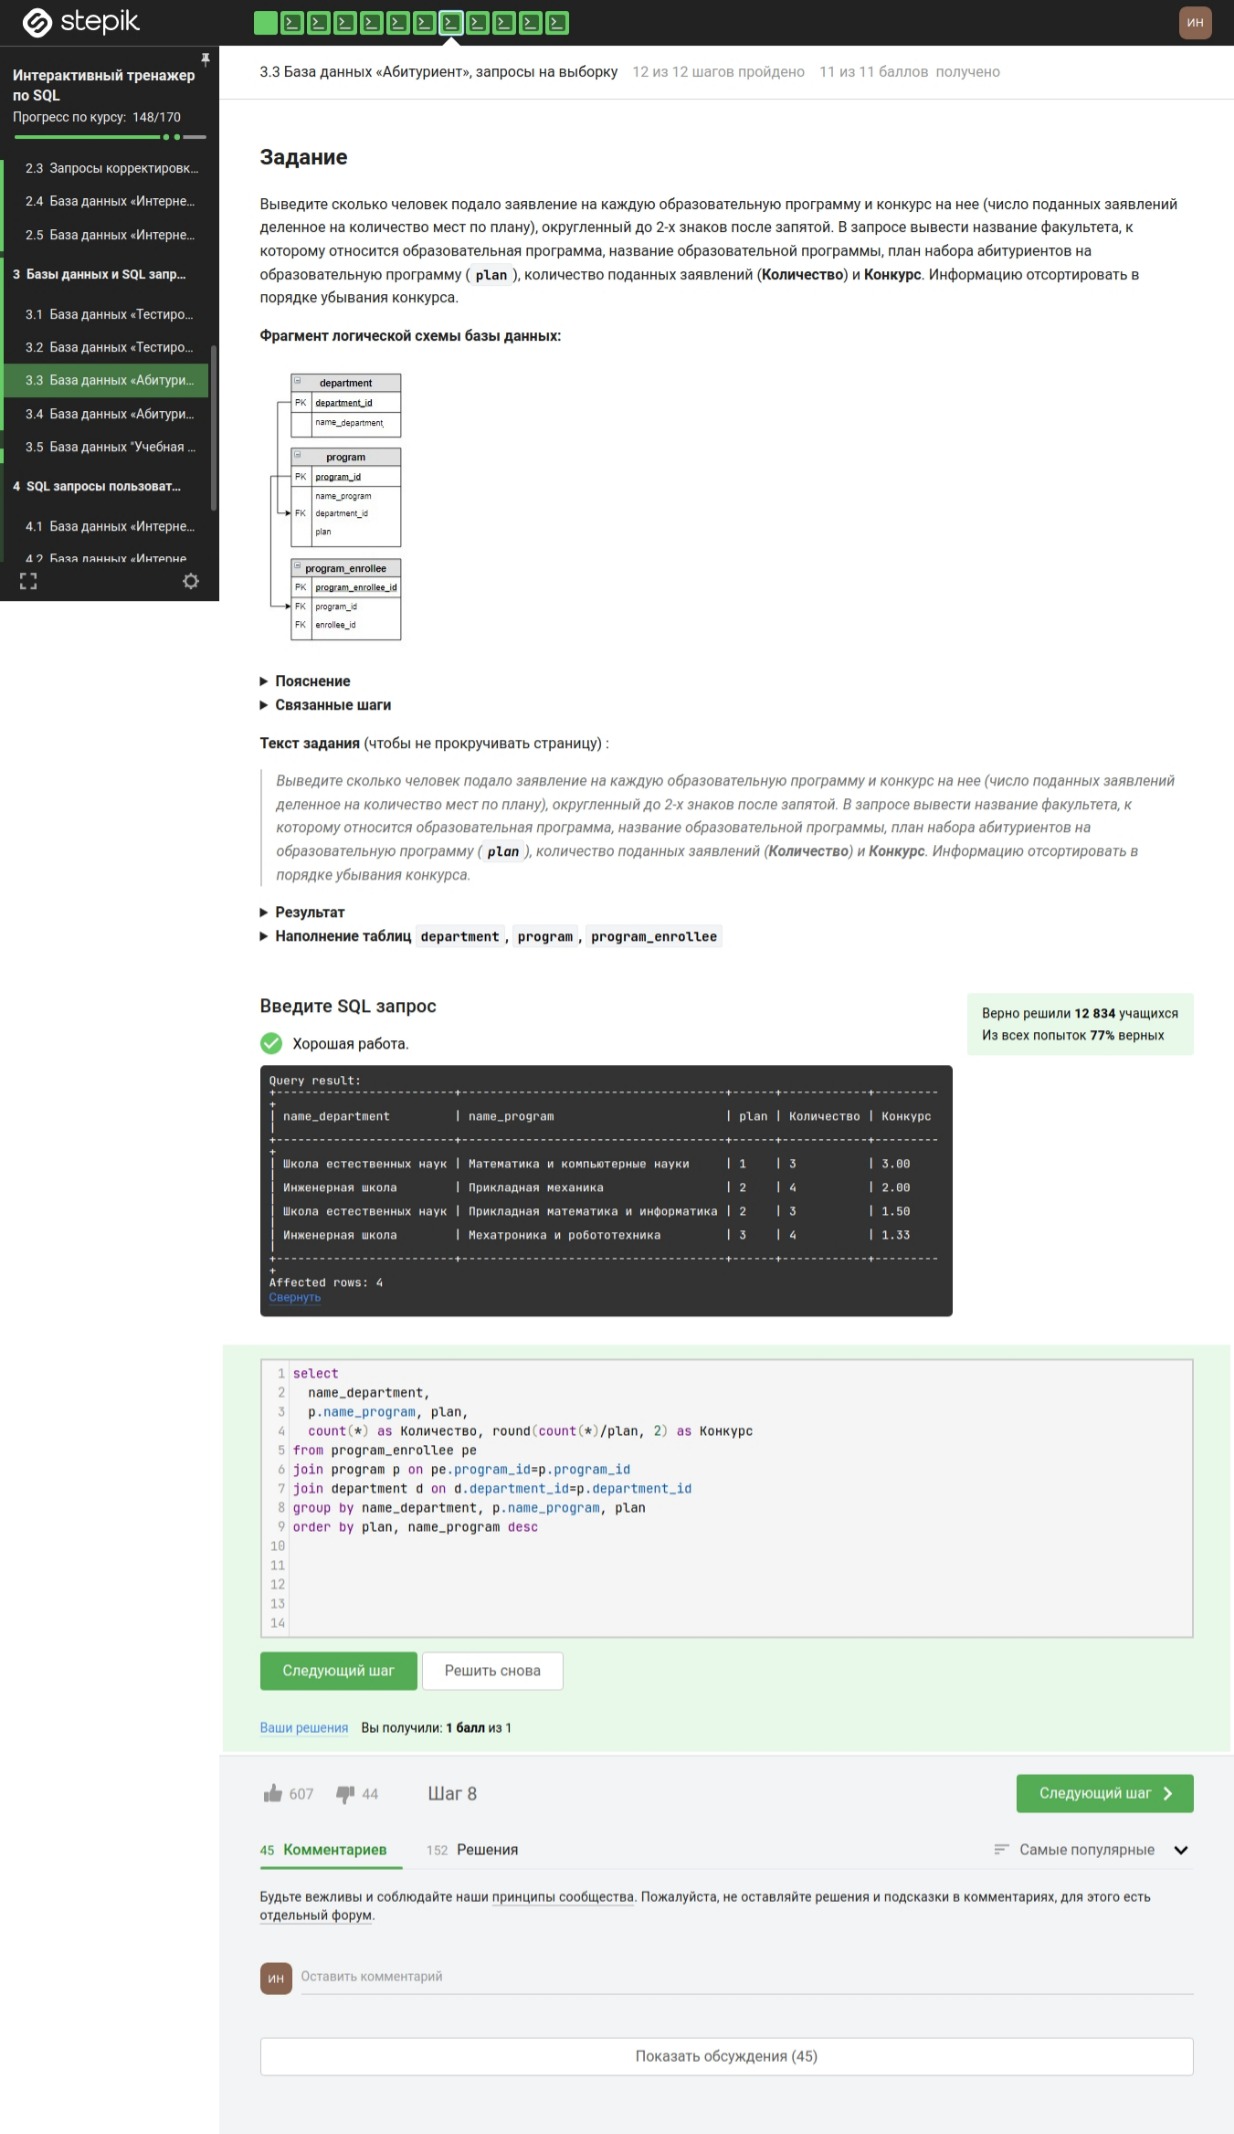 stepik
ИН
Интерактивный тренажер
по SQL
Прогресс по курсу: 148/170
2.3 Запросы корректировк...
2.4 База данных «Интерне...
2.5 База данных «Интерне...
3 Базы данных и SQL запр...
3.1 База данных «Тестиро...
3.2 База данных «Тестиро...
3.3 База данных «Абитури...
3.4 База данных «Абитури...
3.5 База данных "Учебная ...
4 SQL запросы пользоват...
4.1 База данных «Интерне...
4.2 База данных «Интерне
3.3 База данных «Абитуриент», запросы на выборку 12 из 12 шагов пройдено 11 из 11 баллов получено
Задание
Выведите сколько человек подало заявление на каждую образовательную программу и конкурс на нее (число поданных заявлений
деленное на количество мест по плану), округленный до 2-х знаков после запятой. В запросе вывести название факультета, к
которому относится образовательная программа, название образовательной программы, план набора абитуриентов на
образовательную программу ( plan ), количество поданных заявлений (Количество) и Конкурс. Информацию отсортировать в
порядке убывания конкурса.
Фрагмент логической схемы базы данных:
department
PK department_id
name_department
program
PK program_id
name_program
FK department_id
plan
program_enrollee
PK program_enrollee_id
FK program_id
FK enrollee_id
Пояснение
Связанные шаги
Текст задания (чтобы не прокручивать страницу) :
Выведите сколько человек подало заявление на каждую образовательную программу и конкурс на нее (число поданных заявлений
деленное на количество мест по плану), округленный до 2-х знаков после запятой. В запросе вывести название факультета, к
которому относится образовательная программа, название образовательной программы, план набора абитуриентов на
образовательную программу ( plan ), количество поданных заявлений (Количество) и Конкурс. Информацию отсортировать в
порядке убывания конкурса.
Результат
Наполнение таблиц department , program , program_enrollee
Введите SQL запрос
Верно решили 12 834 учащихся
Из всех попыток 77% верных
Хорошая работа.
Query result:
| name_department | name_program | plan | Количество | Конкурс |
| Школа естественных наук | Математика и компьютерные науки | 1 | 3 | 3.00 |
| Инженерная школа | Прикладная механика | 2 | 4 | 2.00 |
| Школа естественных наук | Прикладная математика и информатика | 2 | 3 | 1.50 |
| Инженерная школа | Мехатроника и робототехника | 3 | 4 | 1.33 |
Affected rows: 4
Свернуть
1 select
2 name_department,
3 p.name_program, plan,
4 count(*) as Количество, round(count(*)/plan, 2) as Конкурс
5 from program_enrollee pe
6 join program p on pe.program_id=p.program_id
7 join department d on d.department_id=p.department_id
8 group by name_department, p.name_program, plan
9 order by plan, name_program desc
10
11
12
13
14
Следующий шаг Решить снова
Ваши решения Вы получили: 1 балл из 1
607 44 Шаг 8 Следующий шаг
45 Комментариев 152 Решения Самые популярные
Будьте вежливы и соблюдайте наши принципы сообщества. Пожалуйста, не оставляйте решения и подсказки в комментариях, для этого есть
отдельный форум.
ИН Оставить комментарий
Показать обсуждения (45)